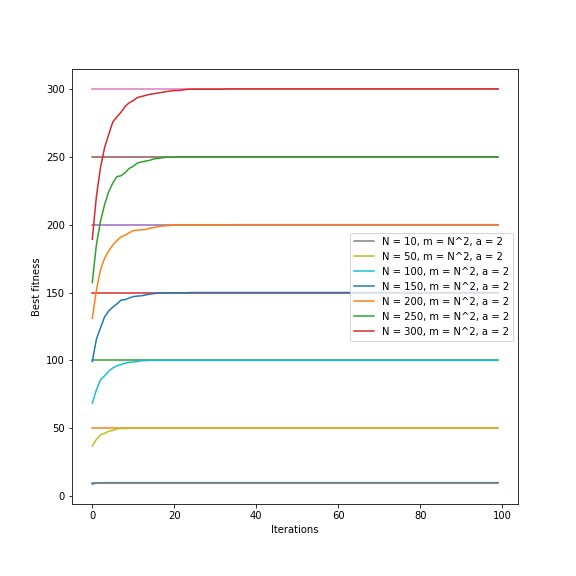 300
250
200
150
100
50
0
Best fitness
N = 10, m = N^2, a = 2
N = 50, m = N^2, a = 2
N = 100, m = N^2, a = 2
N = 150, m = N^2, a = 2
N = 200, m = N^2, a = 2
N = 250, m = N^2, a = 2
N = 300, m = N^2, a = 2
0 20 40 60 80 100
Iterations